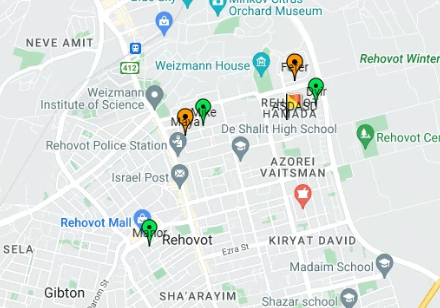 Orchard Museum
NEVE AMIT
Weizmann House
Rehovot Winter
412
Weizmann
Institute of Science
HANADA
De Shalit High School
Rehovot Police Station
Rehovot Cen
AZOREI
VAITSMAN
Israel Post
Rehovot Mall
Rehovot
SELA
Ezra St
KIRYAT DAVID
Madaim School
Gibton
SHA'ARAYIM
Shazar school